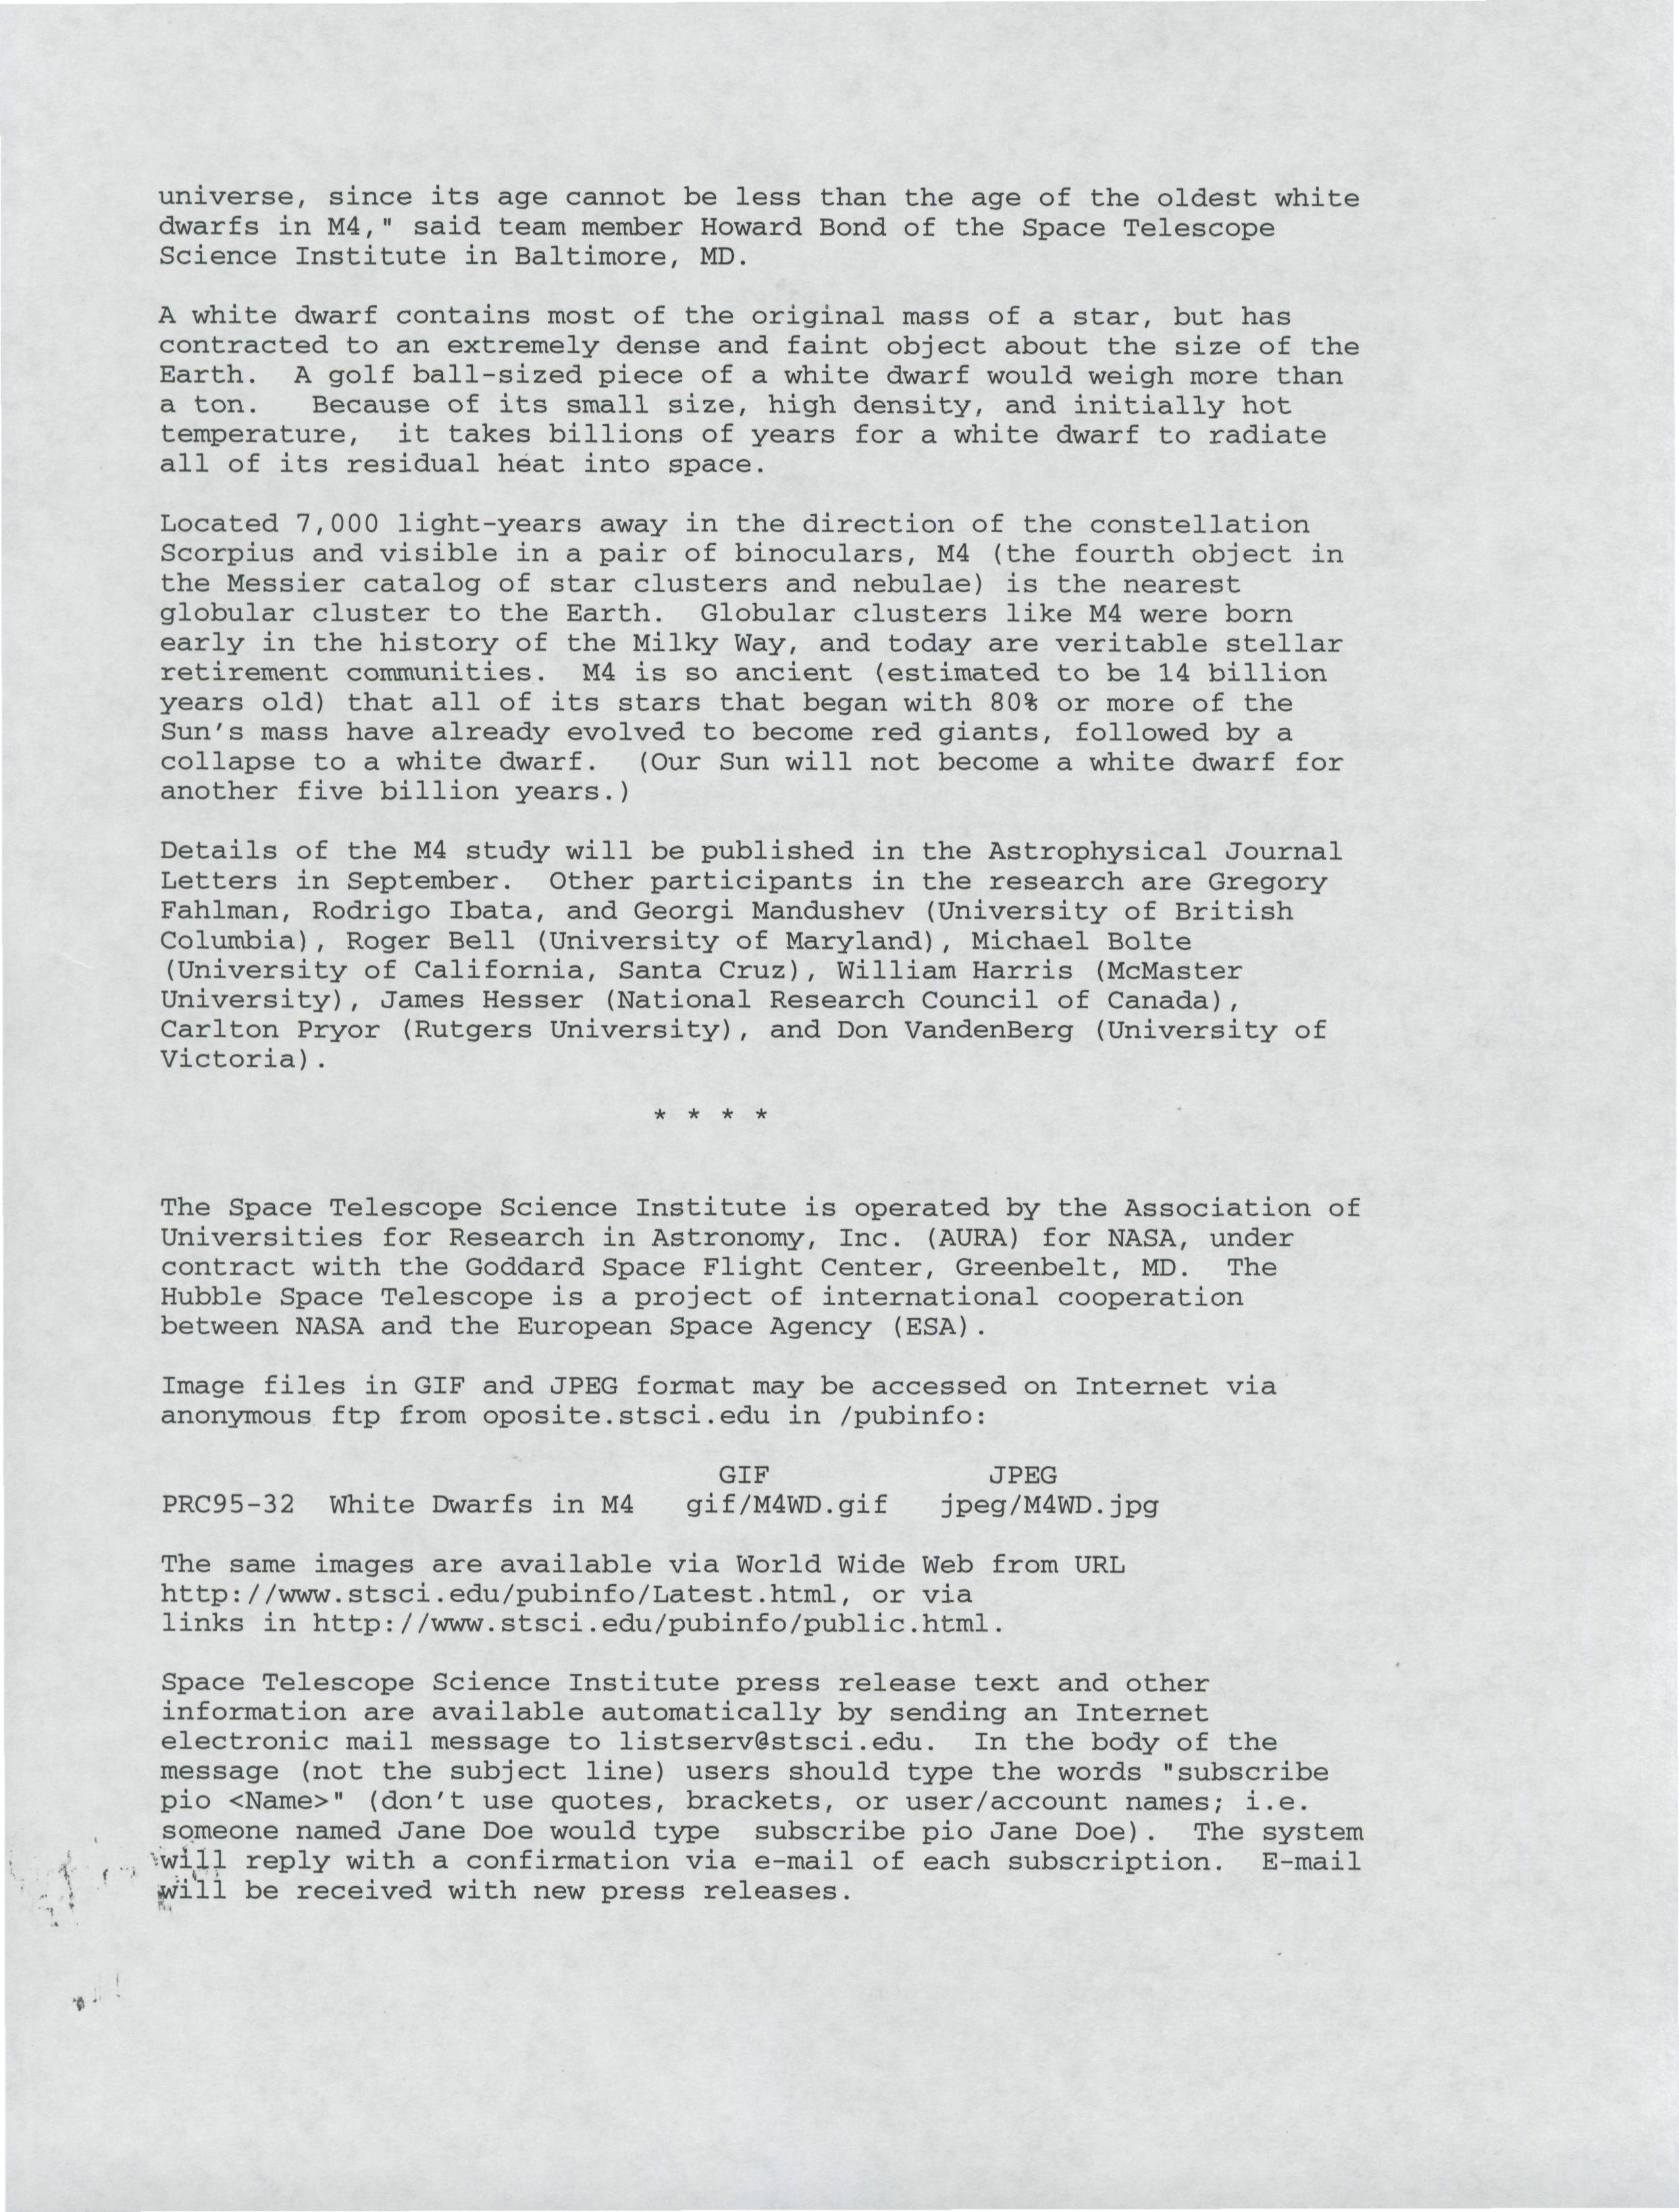 universe, since its age cannot be less than the age of the oldest white
dwarfs in M4," said team member Howard Bond of the Space Telescope
Science Institute in Baltimore, MD.
A white dwarf contains most of the original mass of a star, but has
contracted to an extremely dense and faint object about the size of the
Earth.  A golf ball-sized piece of a white dwarf would weigh more than
a ton.   Because of its small size, high density, and initially hot
temperature,  it takes billions of years for a white dwarf to radiate
all of its residual heat into space.
Located 7,000 light-years away in the direction of the constellation
Scorpius and visible in a pair of binoculars, M4 (the fourth object in
the Messier catalog of star clusters and nebulae) is the nearest
globular cluster to the Earth.  Globular clusters like M4 were born
early in the history of the Milky Way, and today are veritable stellar
retirement communities.  M4 is so ancient (estimated to be 14 billion
years old) that all of its stars that began with 80% or more of the
Sun's mass have already evolved to become red giants, followed by a
collapse to a white dwarf.  (Our Sun will not become a white dwarf for
another five billion years.)
Details of the M4 study will be published in the Astrophysical Journal
Letters in September.  Other participants in the research are Gregory
Fahlman, Rodrigo Ibata, and Georgi Mandushev (University of British
Columbia), Roger Bell (University of Maryland), Michael Bolte
(University of California, Santa Cruz), William Harris (McMaster
University), James Hesser (National Research Council of Canada),
Carlton Pryor (Rutgers University), and Don VandenBerg (University of
Victoria).
* * * *
The Space Telescope Science Institute is operated by the Association of
Universities for Research in Astronomy, Inc. (AURA) for NASA, under
contract with the Goddard Space Flight Center, Greenbelt, MD.  The
Hubble Space Telescope is a project of international cooperation
between NASA and the European Space Agency (ESA).
Image files in GIF and JPEG format may be accessed on Internet via
anonymous ftp from oposite.stsci.edu in /pubinfo:
GIF             JPEG
PRC95-32  White Dwarfs in M4   gif/M4WD.gif   jpeg/M4WD.jpg
The same images are available via World Wide Web from URL
http://www.stsci.edu/pubinfo/Latest.html, or via
links in http://www.stsci.edu/pubinfo/public.html.
Space Telescope Science Institute press release text and other
information are available automatically by sending an Internet
electronic mail message to listserv@stsci.edu.  In the body of the
message (not the subject line) users should type the words "subscribe
pio <Name>" (don't use quotes, brackets, or user/account names; i.e.
someone named Jane Doe would type  subscribe pio Jane Doe).  The system
will reply with a confirmation via e-mail of each subscription.  E-mail
will be received with new press releases.